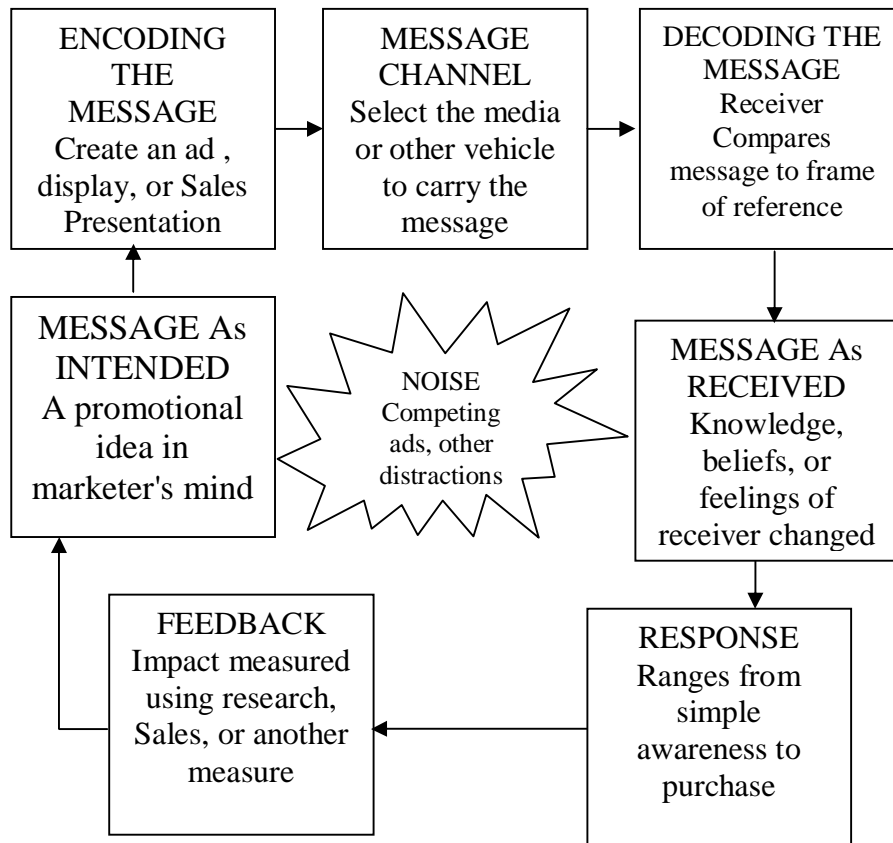 ENCODING
THE
MESSAGE
Create an ad ,
display, or Sales
Presentation
MESSAGE
CHANNEL
Select the media
or other vehicle
to carry the
message
DECODING THE
MESSAGE
Receiver
Compares
message to frame
of reference
MESSAGE As
INTENDED
A promotional
idea in
marketer's mind
NOISE
Competing
ads, other
distractions
MESSAGE As
RECEIVED
Knowledge,
beliefs, or
feelings of
receiver changed
FEEDBACK
Impact measured
using research,
Sales, or another
measure
RESPONSE
Ranges from
simple
awareness to
purchase